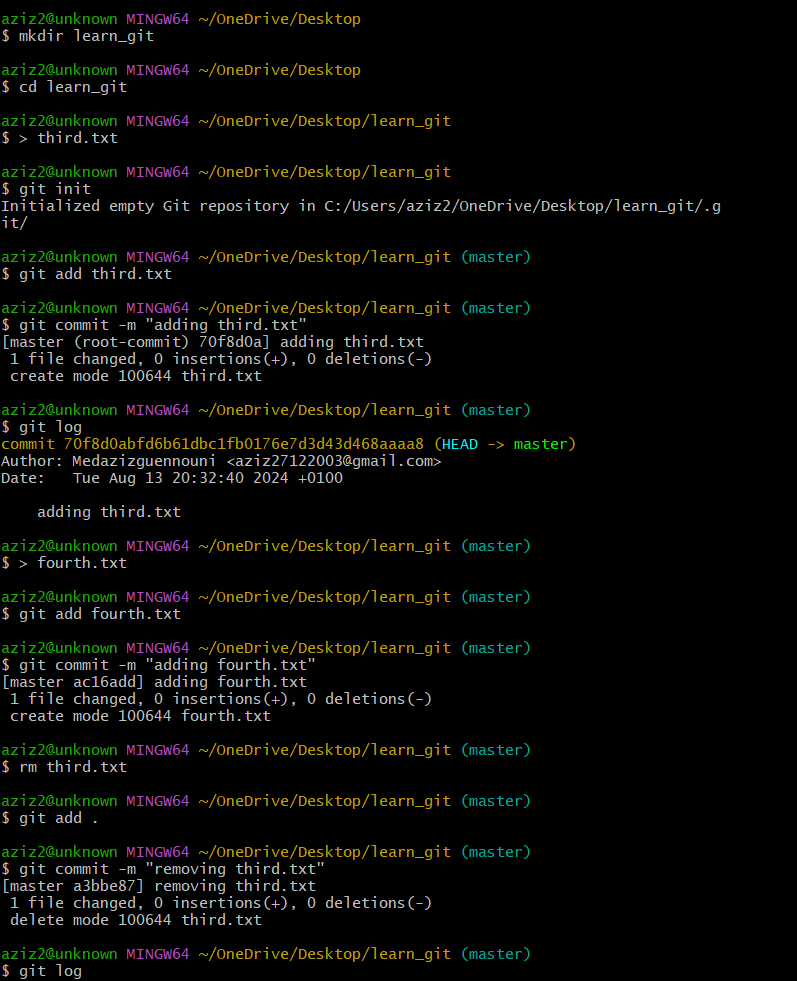 aziz2@unknown MINGW64 ~/OneDrive/Desktop
$ mkdir learn_git
aziz2@unknown MINGW64 ~/OneDrive/Desktop
$ cd learn_git
aziz2@unknown MINGW64 ~/OneDrive/Desktop/learn_git
$ > third.txt
aziz2@unknown MINGW64 ~/OneDrive/Desktop/learn_git
$ git init
Initialized empty Git repository in C:/Users/aziz2/OneDrive/Desktop/learn_git/.g
it/
aziz2@unknown MINGW64 ~/OneDrive/Desktop/learn_git (master)
$ git add third.txt
aziz2@unknown MINGW64 ~/OneDrive/Desktop/learn_git (master)
$ git commit -m "adding third.txt"
[master (root-commit) 70f8d0a] adding third.txt
 1 file changed, 0 insertions(+), 0 deletions(-)
 create mode 100644 third.txt
aziz2@unknown MINGW64 ~/OneDrive/Desktop/learn_git (master)
$ git log
commit 70f8d0abfd6b61dbc1fb0176e7d3d43d468aaaa8 (HEAD -> master)
Author: Medazizguennouni <aziz27122003@gmail.com>
Date:   Tue Aug 13 20:32:40 2024 +0100
    adding third.txt
aziz2@unknown MINGW64 ~/OneDrive/Desktop/learn_git (master)
$ > fourth.txt
aziz2@unknown MINGW64 ~/OneDrive/Desktop/learn_git (master)
$ git add fourth.txt
aziz2@unknown MINGW64 ~/OneDrive/Desktop/learn_git (master)
$ git commit -m "adding fourth.txt"
[master ac16add] adding fourth.txt
 1 file changed, 0 insertions(+), 0 deletions(-)
 create mode 100644 fourth.txt
aziz2@unknown MINGW64 ~/OneDrive/Desktop/learn_git (master)
$ rm third.txt
aziz2@unknown MINGW64 ~/OneDrive/Desktop/learn_git (master)
$ git add .
aziz2@unknown MINGW64 ~/OneDrive/Desktop/learn_git (master)
$ git commit -m "removing third.txt"
[master a3bbe87] removing third.txt
 1 file changed, 0 insertions(+), 0 deletions(-)
 delete mode 100644 third.txt
aziz2@unknown MINGW64 ~/OneDrive/Desktop/learn_git (master)
$ git log